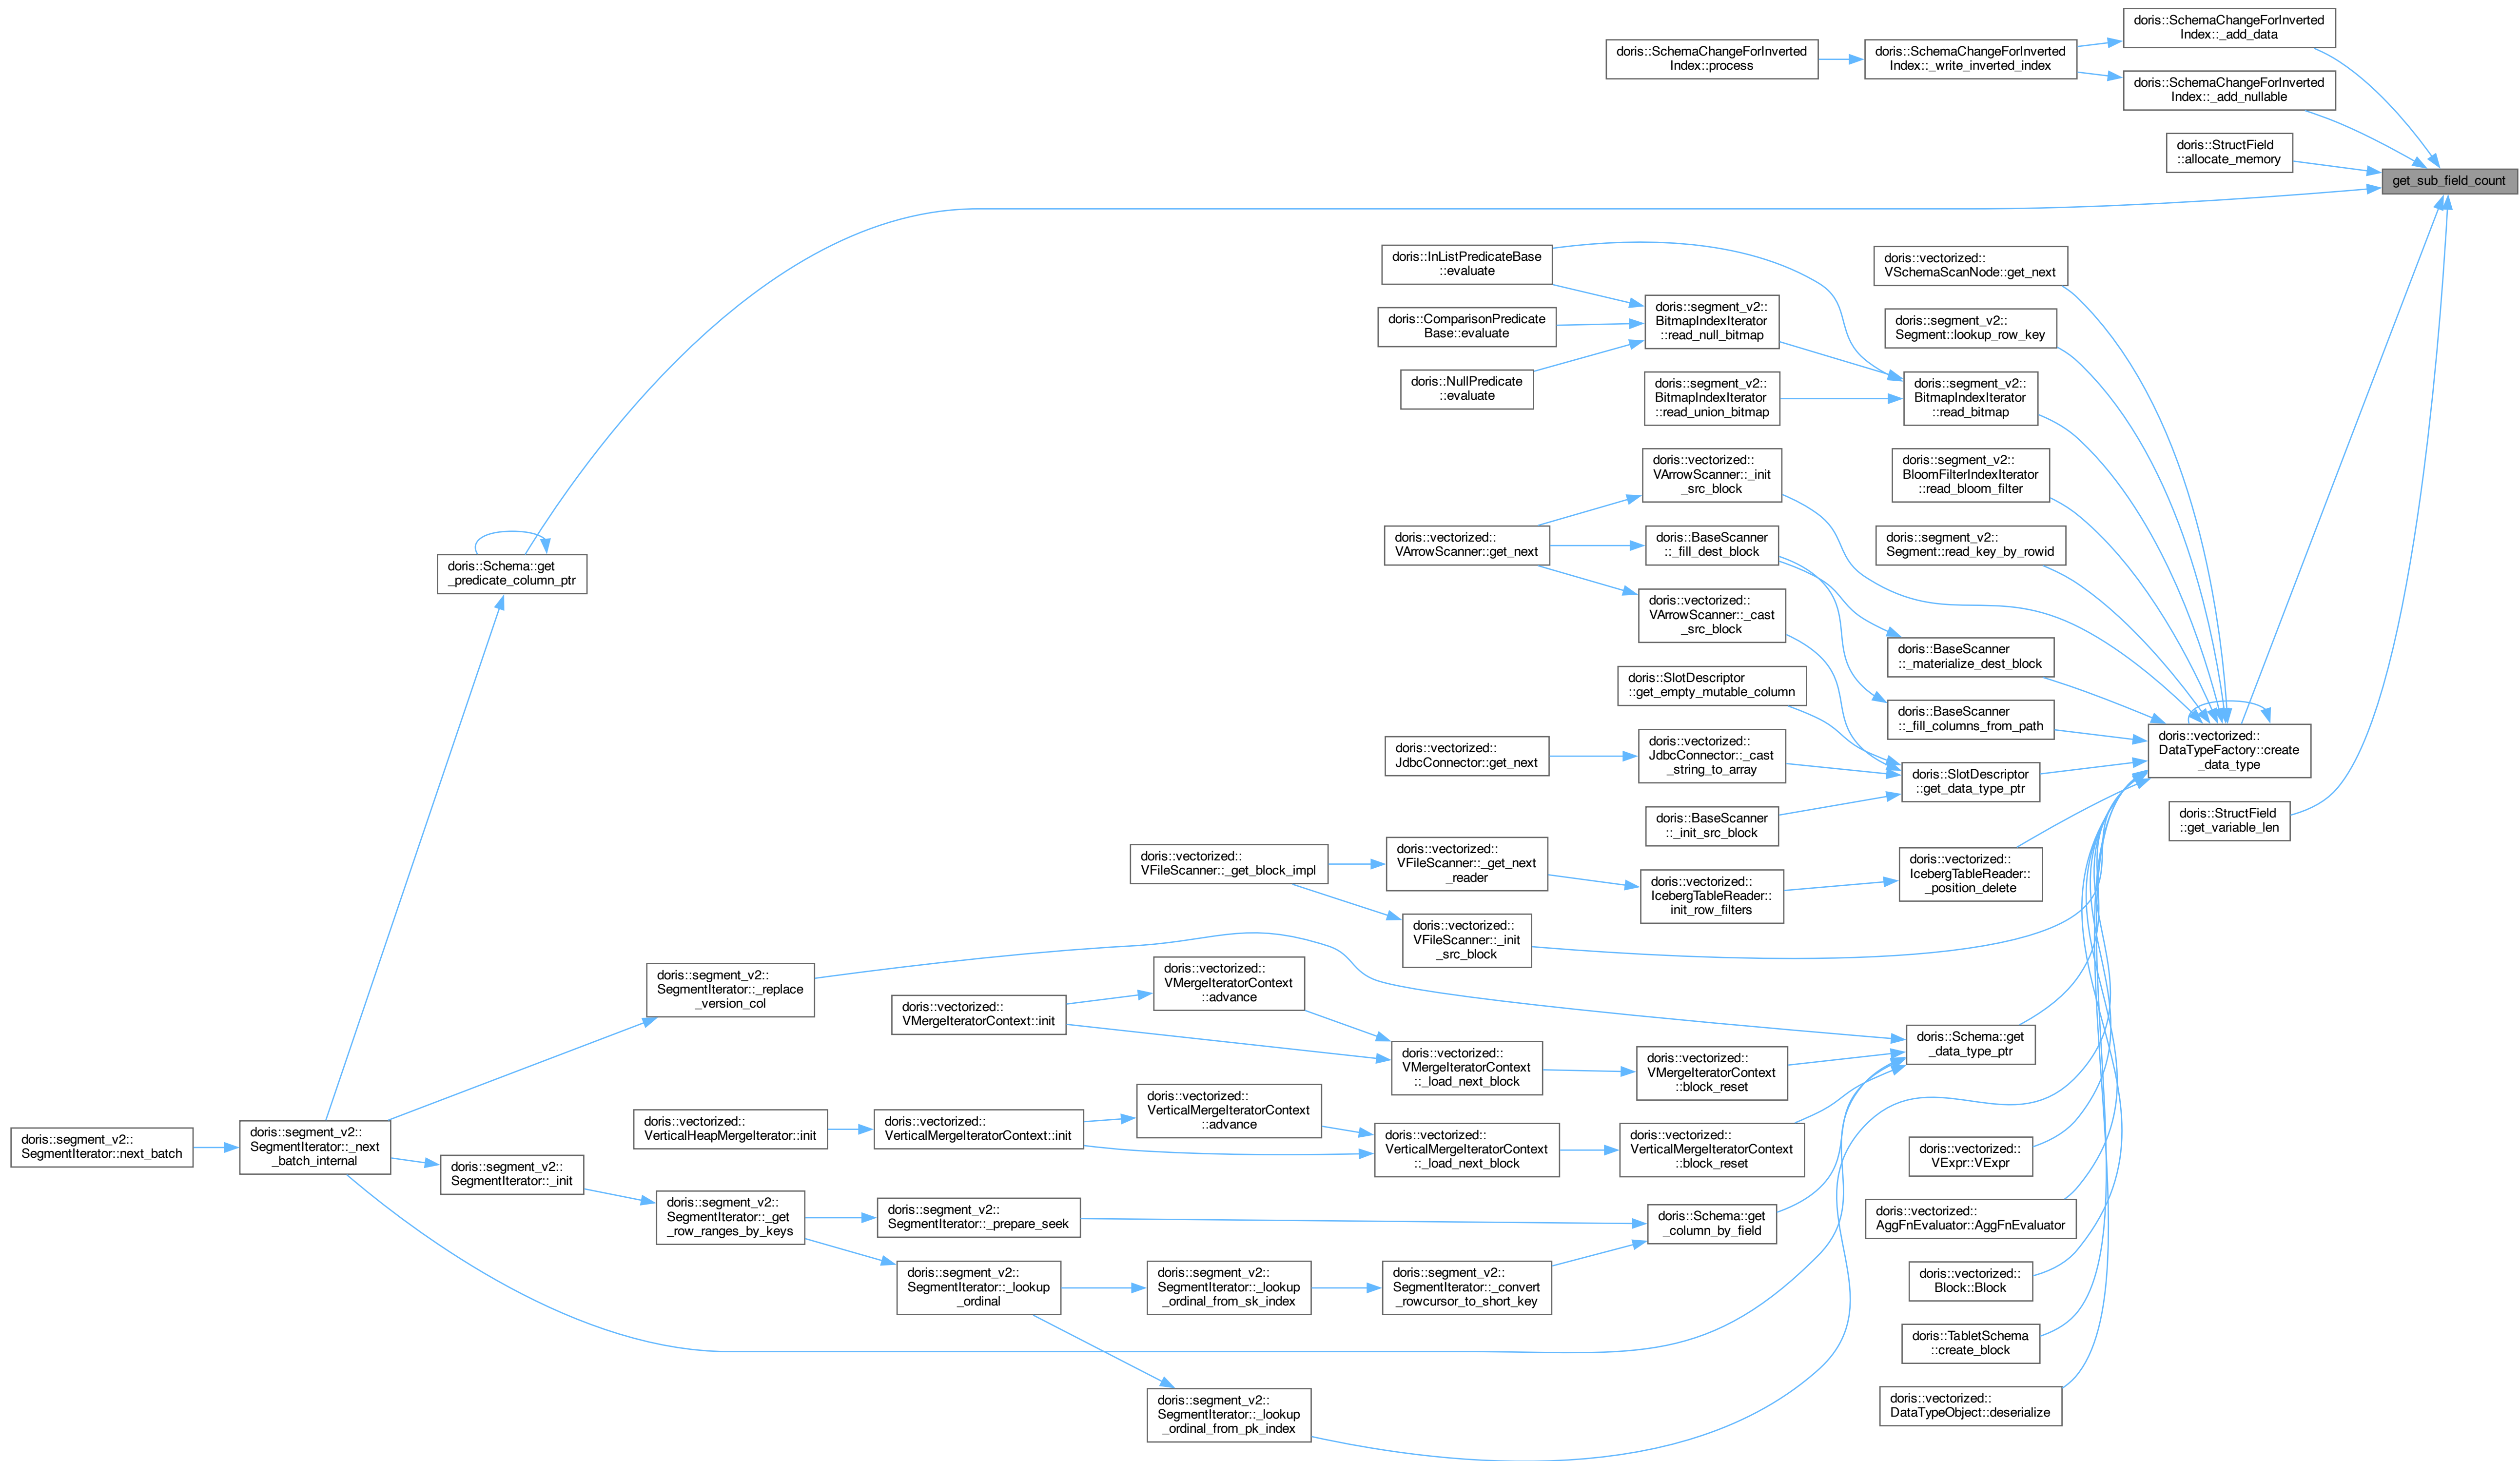 doris::SchemaChangeForInverted
Index::_add_data
doris::SchemaChangeForInverted
Index::process
doris::SchemaChangeForInverted
Index::_write_inverted_index
doris::SchemaChangeForInverted
Index::_add_nullable
doris::StructField
::allocate_memory
get_sub_field_count
doris::InListPredicateBase
::evaluate
doris::vectorized::
VSchemaScanNode::get_next
doris::ComparisonPredicate
Base::evaluate
doris::segment_v2::
BitmapIndexIterator
::read_null_bitmap
doris::segment_v2::
Segment::lookup_row_key
doris::NullPredicate
::evaluate
doris::segment_v2::
BitmapIndexIterator
::read_union_bitmap
doris::segment_v2::
BitmapIndexIterator
::read_bitmap
doris::vectorized::
VArrowScanner::_init
_src_block
doris::segment_v2::
BloomFilterIndexIterator
::read_bloom_filter
doris::vectorized::
VArrowScanner::get_next
doris::BaseScanner
::_fill_dest_block
doris::segment_v2::
Segment::read_key_by_rowid
doris::Schema::get
_predicate_column_ptr
doris::vectorized::
VArrowScanner::_cast
_src_block
doris::BaseScanner
::_materialize_dest_block
doris::SlotDescriptor
::get_empty_mutable_column
doris::BaseScanner
::_fill_columns_from_path
doris::vectorized::
DataTypeFactory::create
_data_type
doris::vectorized::
JdbcConnector::get_next
doris::vectorized::
JdbcConnector::_cast
_string_to_array
doris::SlotDescriptor
::get_data_type_ptr
doris::BaseScanner
::_init_src_block
doris::StructField
::get_variable_len
doris::vectorized::
VFileScanner::_get_block_impl
doris::vectorized::
VFileScanner::_get_next
_reader
doris::vectorized::
IcebergTableReader::
init_row_filters
doris::vectorized::
IcebergTableReader::
_position_delete
doris::vectorized::
VFileScanner::_init
_src_block
doris::segment_v2::
SegmentIterator::_replace
_version_col
doris::vectorized::
VMergeIteratorContext
::advance
doris::vectorized::
VMergeIteratorContext::init
doris::vectorized::
VMergeIteratorContext
::_load_next_block
doris::vectorized::
VMergeIteratorContext
::block_reset
doris::Schema::get
_data_type_ptr
doris::vectorized::
VerticalMergeIteratorContext
::advance
doris::segment_v2::
SegmentIterator::next_batch
doris::segment_v2::
SegmentIterator::_next
_batch_internal
doris::vectorized::
VerticalHeapMergeIterator::init
doris::vectorized::
VerticalMergeIteratorContext::init
doris::vectorized::
VerticalMergeIteratorContext
::_load_next_block
doris::vectorized::
VerticalMergeIteratorContext
::block_reset
doris::vectorized::
VExpr::VExpr
doris::segment_v2::
SegmentIterator::_init
doris::segment_v2::
SegmentIterator::_get
_row_ranges_by_keys
doris::segment_v2::
SegmentIterator::_prepare_seek
doris::Schema::get
_column_by_field
doris::vectorized::
AggFnEvaluator::AggFnEvaluator
doris::segment_v2::
SegmentIterator::_lookup
_ordinal
doris::segment_v2::
SegmentIterator::_lookup
_ordinal_from_sk_index
doris::segment_v2::
SegmentIterator::_convert
_rowcursor_to_short_key
doris::vectorized::
Block::Block
doris::TabletSchema
::create_block
doris::segment_v2::
SegmentIterator::_lookup
_ordinal_from_pk_index
doris::vectorized::
DataTypeObject::deserialize